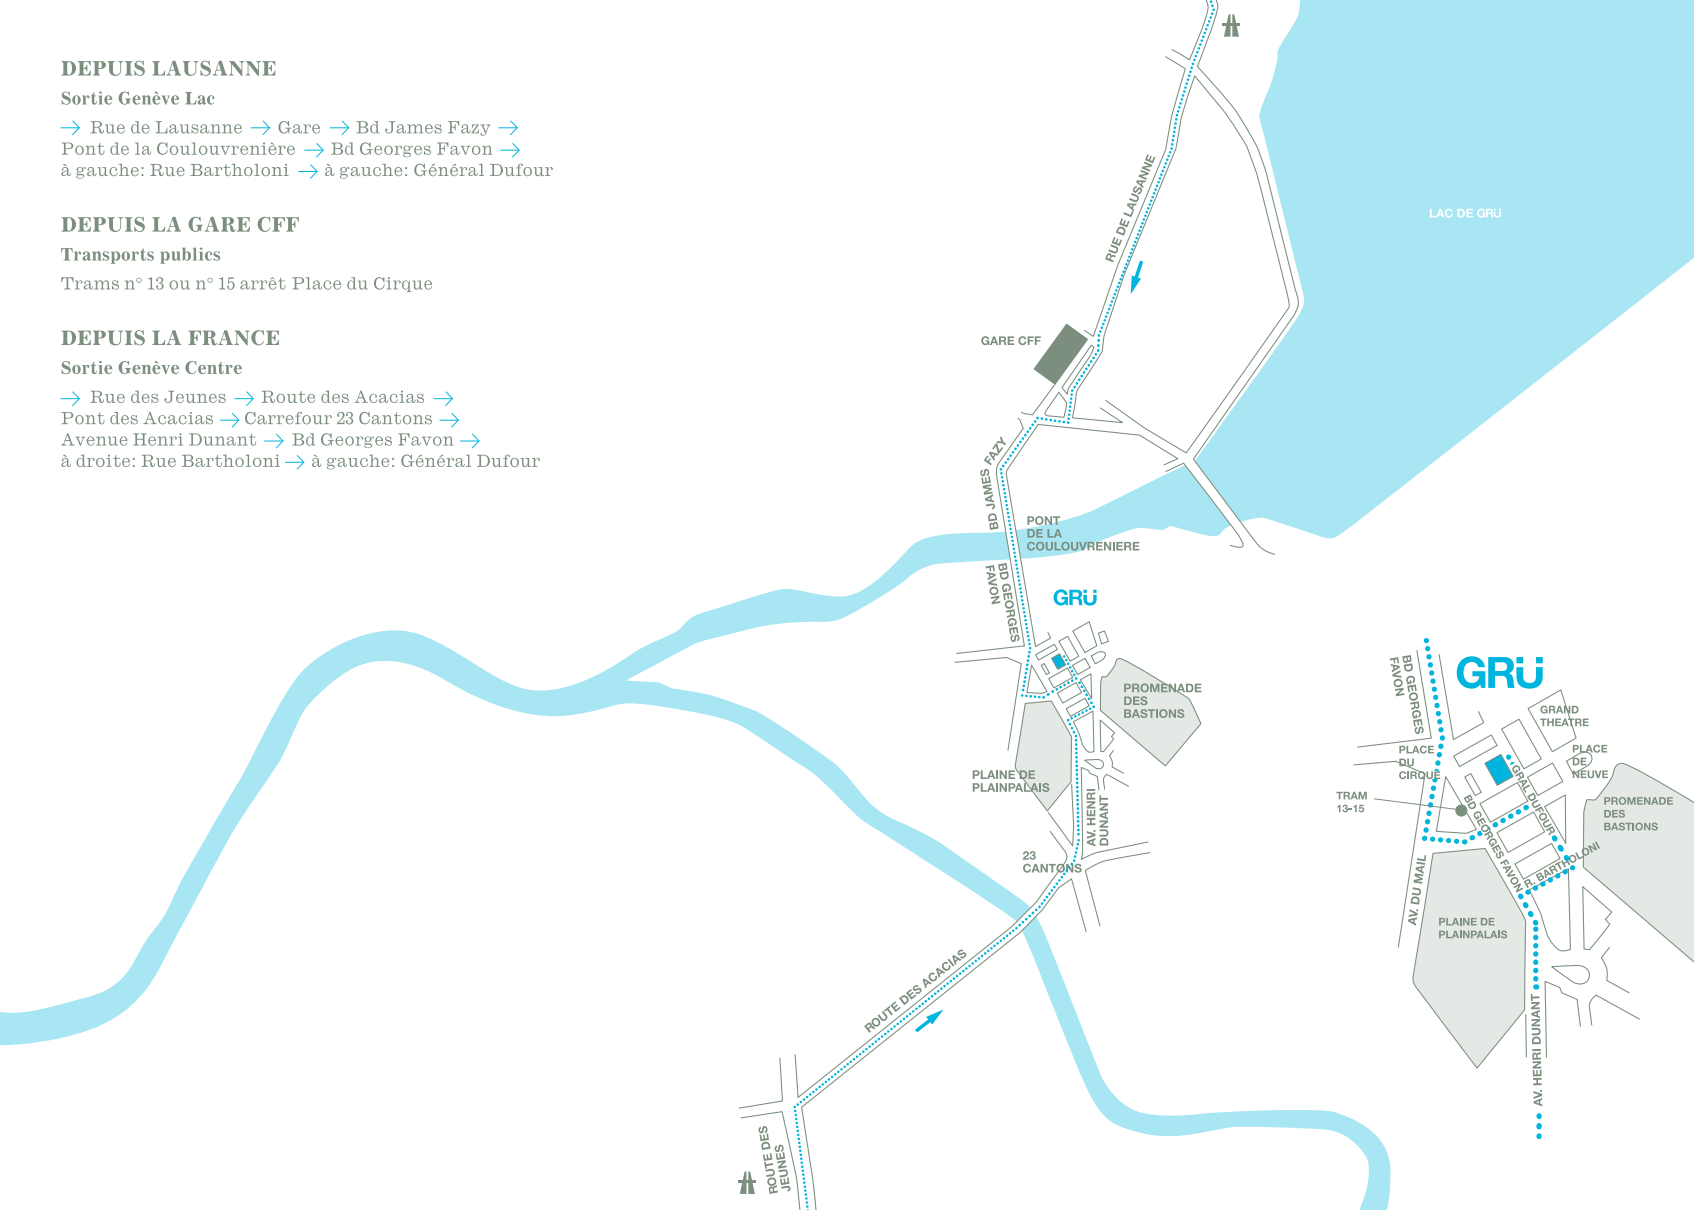 DEPUIS LAUSANNE
Sortie Genève Lac
→ Rue de Lausanne → Gare → Bd James Fazy →
Pont de la Coulouvrenière → Bd Georges Favon →
à gauche: Rue Bartholoni → à gauche: Général Dufour
DEPUIS LA GARE CFF
Transports publics
Trams n° 13 ou n° 15 arrêt Place du Cirque
DEPUIS LA FRANCE
Sortie Genève Centre
→ Rue des Jeunes → Route des Acacias →
Pont des Acacias → Carrefour 23 Cantons →
Avenue Henri Dunant → Bd Georges Favon →
à droite: Rue Bartholoni → à gauche: Général Dufour
RUE DE LAUSANNE
LAC DE GRÜ
GARE CFF
BD JAMES FAZY
PONT
DE LA
COULOUVRENIERE
BD GEORGES
FAVON
GRÜ
PROMENADE
DES
BASTIONS
PLAINE DE
PLAINPALAIS
AV. HENRI
DUNANT
23
CANTONS
ROUTE DES ACACIAS
ROUTE DES
JEUNES
BD GEORGES
FAVON
GRÜ
GRAND
THEATRE
PLACE
DU
CIRQUE
PLACE
DE
NEUVE
TRAM
13-15
GRAL DUFOUR
BD GEORGES FAVON
R. BARTHOLONI
PROMENADE
DES
BASTIONS
AV. DU MAIL
PLAINE DE
PLAINPALAIS
AV. HENRI DUNANT